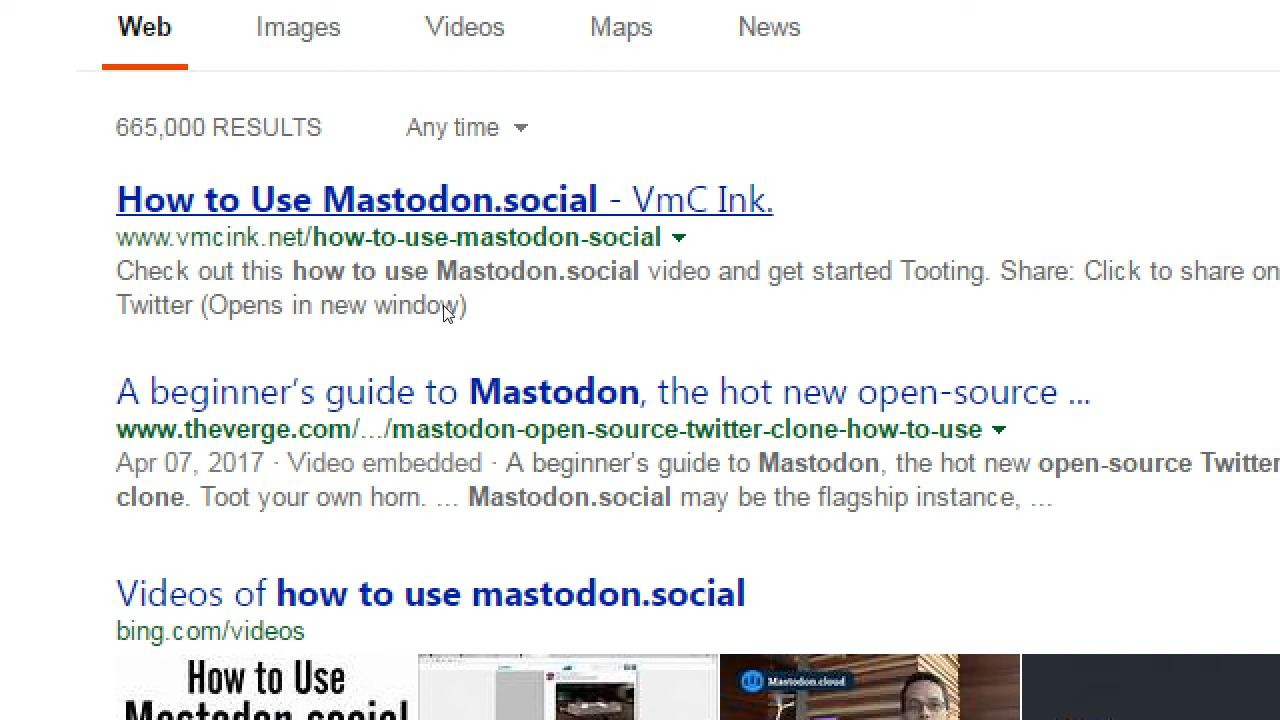 Web Images Videos Maps News
665,000 RESULTS Any time
How to Use Mastodon.social - VmC Ink.
www.vmcink.net/how-to-use-mastodon-social
Check out this how to use Mastodon.social video and get started Tooting. Share: Click to share on
Twitter (Opens in new window)
A beginner's guide to Mastodon, the hot new open-source ...
www.theverge.com/.../mastodon-open-source-twitter-clone-how-to-use
Apr 07, 2017 · Video embedded · A beginner's guide to Mastodon, the hot new open-source Twitter
clone. Toot your own horn. ... Mastodon.social may be the flagship instance, ...
Videos of how to use mastodon.social
bing.com/videos
How to Use
Mastodon.social
Mastodon.cloud